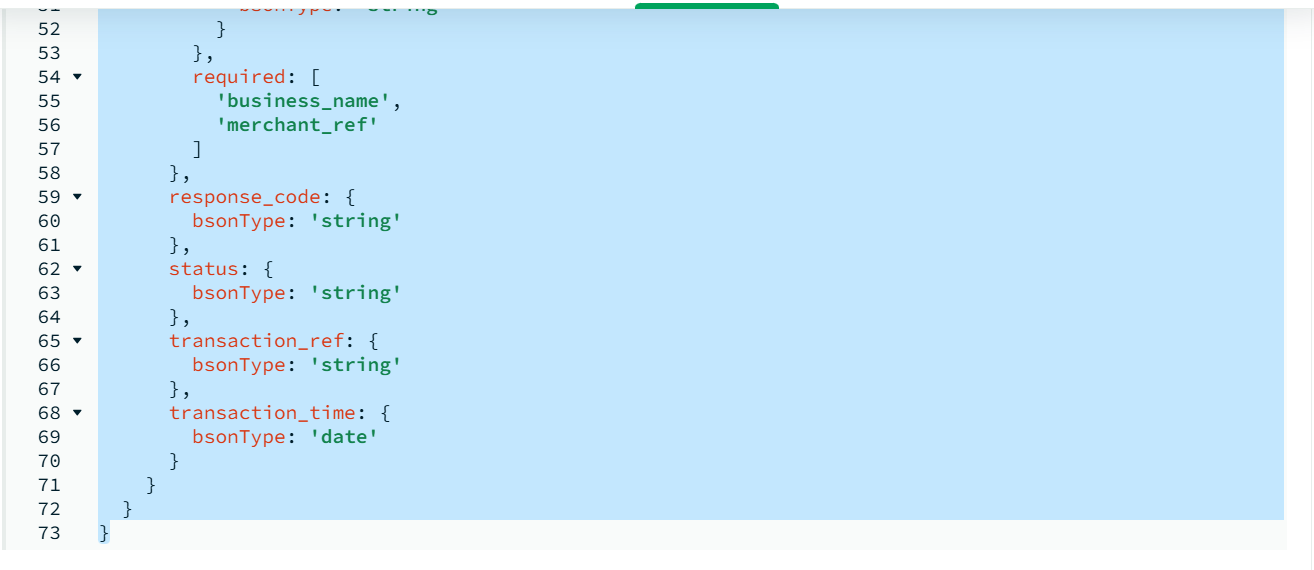 52 }
53 },
54 required: [
55 'business_name',
56 'merchant_ref'
57 ]
58 },
59 response_code: {
60 bsonType: 'string'
61 },
62 status: {
63 bsonType: 'string'
64 },
65 transaction_ref: {
66 bsonType: 'string'
67 },
68 transaction_time: {
69 bsonType: 'date'
70 }
71 }
72 }
73 }